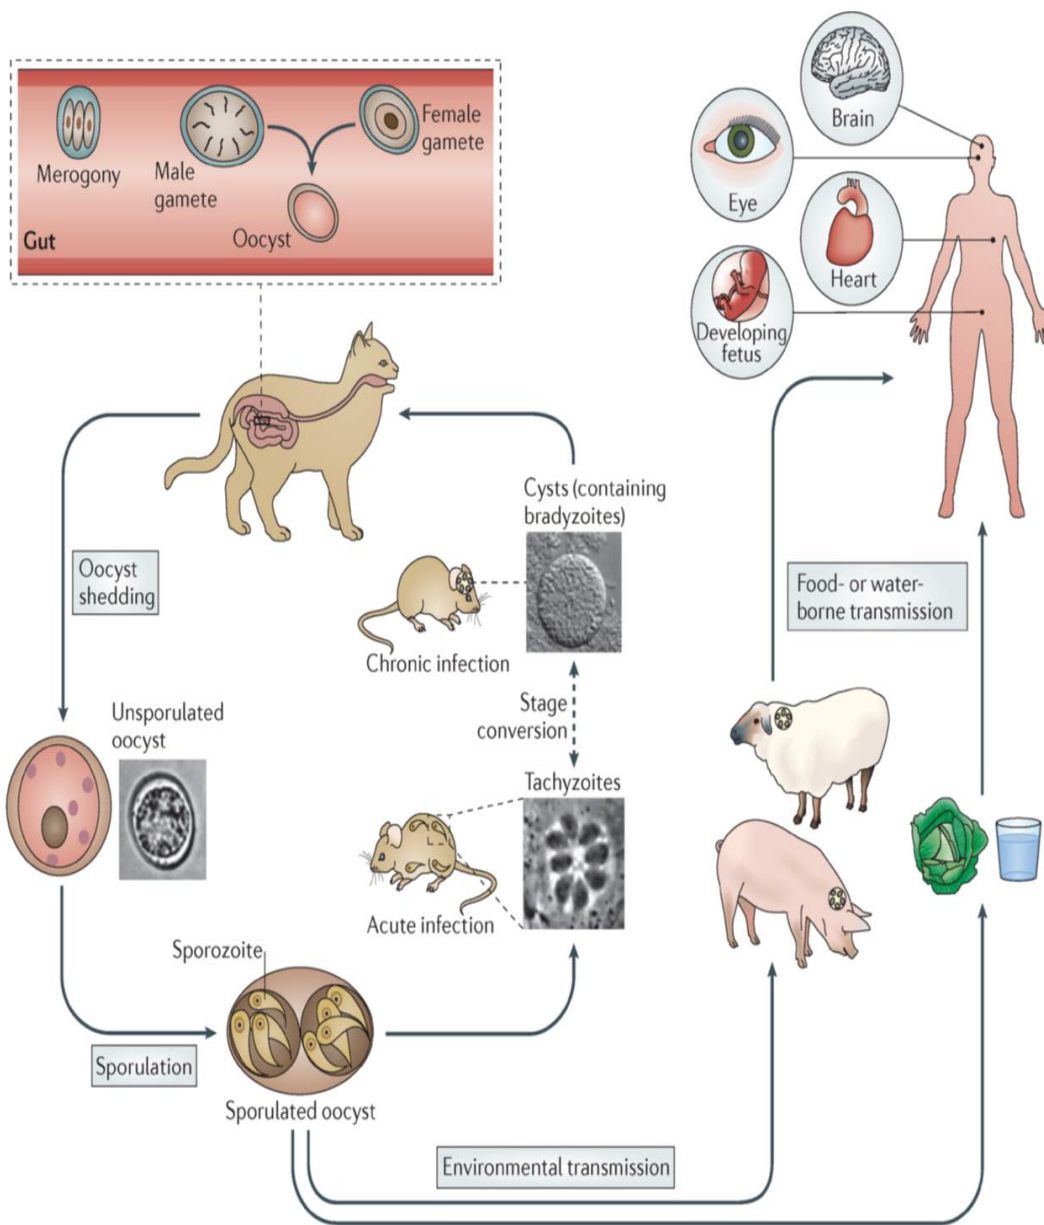 Merogony
Male
gamete
Female
gamete
Oocyst
Gut
Brain
Eye
Heart
Developing
fetus
Cysts (containing
bradyzoites)
Oocyst
shedding
Chronic infection
Food- or water-
borne transmission
Stage
conversion
Unsporulated
oocyst
Tachyzoites
Acute infection
Sporozoite
Sporulation
Sporulated oocyst
Environmental transmission